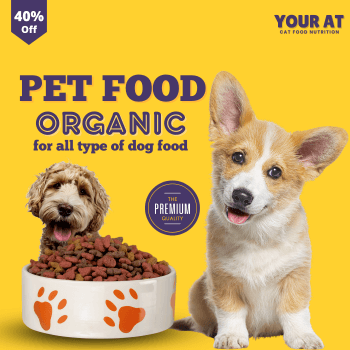 40%
Off
YOUR AT
CAT FOOD NUTRITION
PET FOOD
ORGANIC
for all type of dog food
THE
PREMIUM
QUALITY